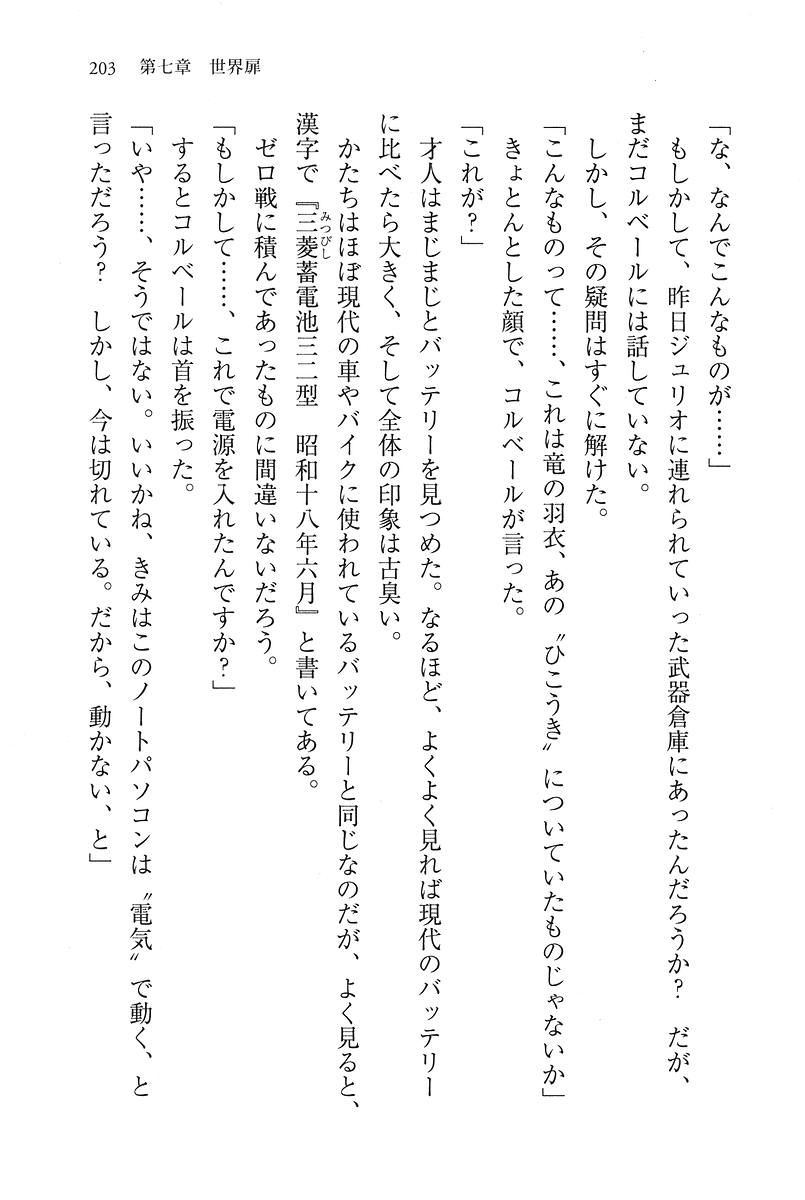 203　第七章　世界扉
「な、なんでこんなものが……」
　もしかして、昨日ジュリオに連れられていった武器倉庫にあったんだろうか？　だが、
まだコルベールには話していない。
　しかし、その疑問はすぐに解けた。
「こんなものって……、これは竜の羽衣、あの〝ひこうき〟についていたものじゃないか」
　きょとんとした顔で、コルベールが言った。
「これが？」
　才人はまじまじとバッテリーを見つめた。なるほど、よくよく見れば現代のバッテリー
に比べたら大きく、そして全体の印象は古臭い。
　かたちはほぼ現代の車やバイクに使われているバッテリーと同じなのだが、よく見ると、
漢字で『三菱蓄電池三二型　昭和十八年六月』と書いてある。
みつびし
　ゼロ戦に積んであったものに間違いないだろう。
「もしかして……、これで電源を入れたんですか？」
　するとコルベールは首を振った。
「いや……、そうではない。いいかね、きみはこのノートパソコンは〝電気〟で動く、と
言っただろう？　しかし、今は切れている。だから、動かない、と」